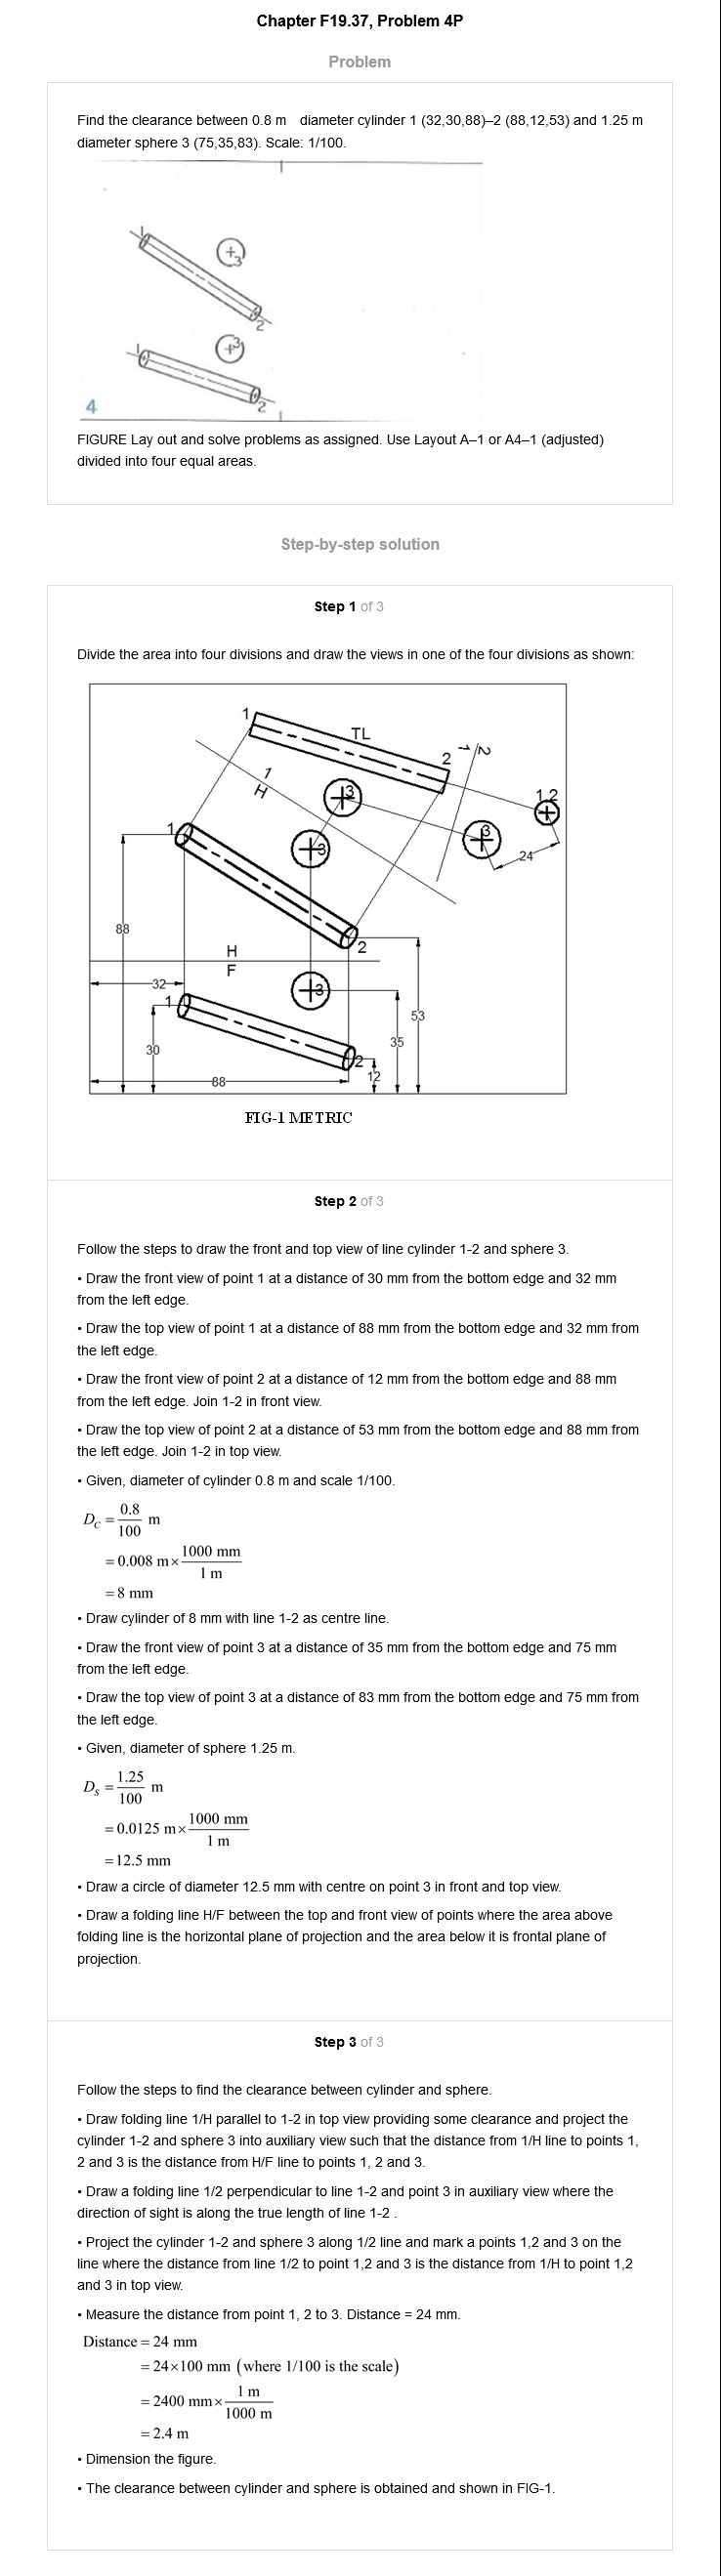 Chapter F19.37, Problem 4P
Problem
Find the clearance between 0.8 m diameter cylinder 1 (32,30,88)–2 (88,12,53) and 1.25 m
diameter sphere 3 (75,35,83). Scale: 1/100.
1
3
2
1
3
2
4
FIGURE Lay out and solve problems as assigned. Use Layout A–1 or A4–1 (adjusted)
divided into four equal areas.
Step-by-step solution
Step 1 of 3
Divide the area into four divisions and draw the views in one of the four divisions as shown:
1
TL
2
1
2
1
H
3
1,2
3
24
1
3
88
2
H
F
32
3
1
53
35
30
2
12
88
FIG-1 METRIC
Step 2 of 3
Follow the steps to draw the front and top view of line cylinder 1-2 and sphere 3.
• Draw the front view of point 1 at a distance of 30 mm from the bottom edge and 32 mm
from the left edge.
• Draw the top view of point 1 at a distance of 88 mm from the bottom edge and 32 mm from
the left edge.
• Draw the front view of point 2 at a distance of 12 mm from the bottom edge and 88 mm
from the left edge. Join 1-2 in front view.
• Draw the top view of point 2 at a distance of 53 mm from the bottom edge and 88 mm from
the left edge. Join 1-2 in top view.
• Given, diameter of cylinder 0.8 m and scale 1/100.
D_C = 0.8/100 m
= 0.008 m × 1000 mm/1 m
= 8 mm
• Draw cylinder of 8 mm with line 1-2 as centre line.
• Draw the front view of point 3 at a distance of 35 mm from the bottom edge and 75 mm
from the left edge.
• Draw the top view of point 3 at a distance of 83 mm from the bottom edge and 75 mm from
the left edge.
• Given, diameter of sphere 1.25 m.
D_S = 1.25/100 m
= 0.0125 m × 1000 mm/1 m
= 12.5 mm
• Draw a circle of diameter 12.5 mm with centre on point 3 in front and top view.
• Draw a folding line H/F between the top and front view of points where the area above
folding line is the horizontal plane of projection and the area below it is frontal plane of
projection.
Step 3 of 3
Follow the steps to find the clearance between cylinder and sphere.
• Draw folding line 1/H parallel to 1-2 in top view providing some clearance and project the
cylinder 1-2 and sphere 3 into auxiliary view such that the distance from 1/H line to points 1,
2 and 3 is the distance from H/F line to points 1, 2 and 3.
• Draw a folding line 1/2 perpendicular to line 1-2 and point 3 in auxiliary view where the
direction of sight is along the true length of line 1-2 .
• Project the cylinder 1-2 and sphere 3 along 1/2 line and mark a points 1,2 and 3 on the
line where the distance from line 1/2 to point 1,2 and 3 is the distance from 1/H to point 1,2
and 3 in top view.
• Measure the distance from point 1, 2 to 3. Distance = 24 mm.
Distance = 24 mm
= 24×100 mm (where 1/100 is the scale)
= 2400 mm × 1 m/1000 m
= 2.4 m
• Dimension the figure.
• The clearance between cylinder and sphere is obtained and shown in FIG-1.